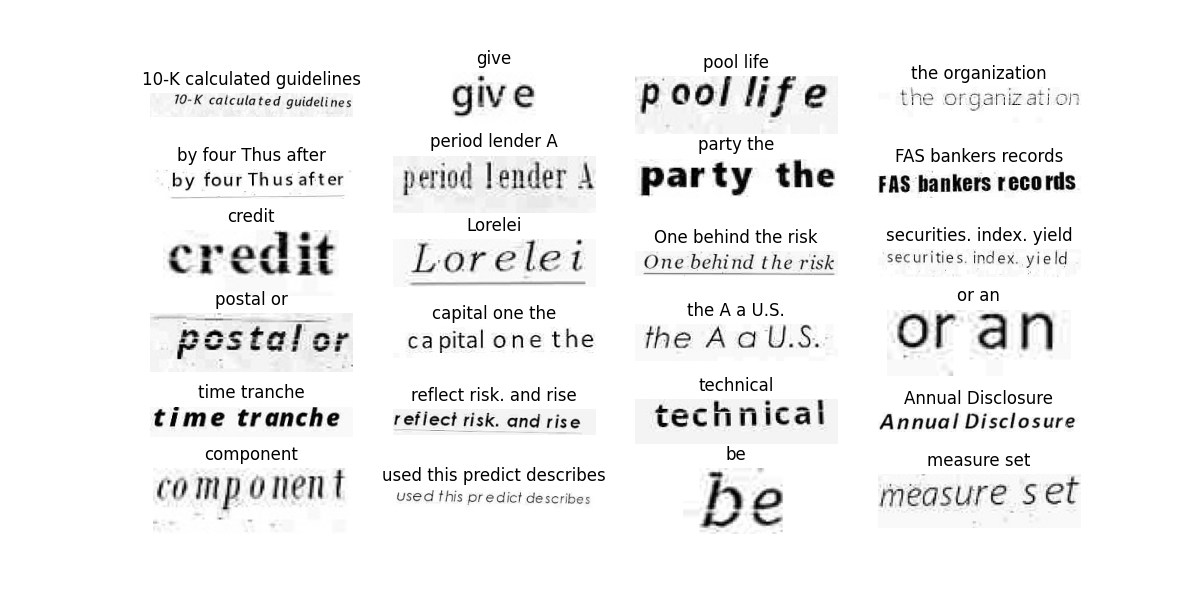 10-K calculated guidelines
10-K calculated guidelines
give
give
pool life
pool life
the organization
the organization
by four Thus after
by four Thus after
period lender A
period lender A
party the
party the
FAS bankers records
FAS bankers records
credit
credit
Lorelei
Lorelei
One behind the risk
One behind the risk
securities. index. yield
securities. index. yield
postal or
postal or
capital one the
capital one the
the A a U.S.
the A a U.S.
or an
or an
time tranche
time tranche
reflect risk. and rise
reflect risk. and rise
technical
technical
Annual Disclosure
Annual Disclosure
component
component
used this predict describes
used this predict describes
be
be
measure set
measure set